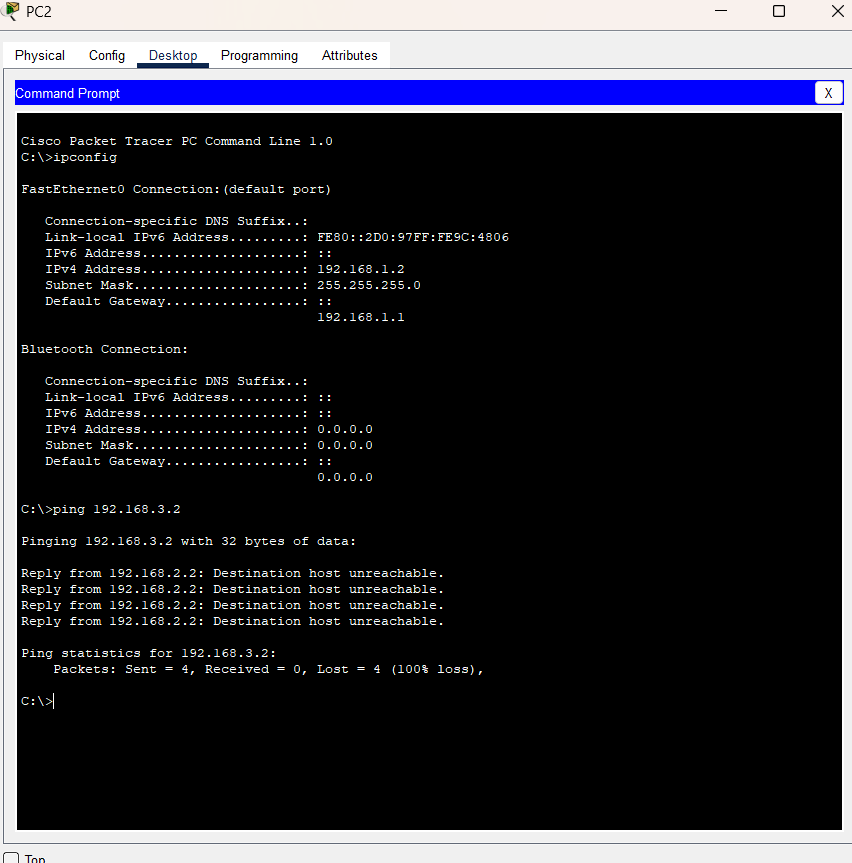 PC2
Physical Config Desktop Programming Attributes
Command Prompt X
Cisco Packet Tracer PC Command Line 1.0
C:\>ipconfig
FastEthernet0 Connection:(default port)
Connection-specific DNS Suffix..:
Link-local IPv6 Address.........: FE80::2D0:97FF:FE9C:4806
IPv6 Address....................: ::
IPv4 Address....................: 192.168.1.2
Subnet Mask.....................: 255.255.255.0
Default Gateway.................: ::
192.168.1.1
Bluetooth Connection:
Connection-specific DNS Suffix..:
Link-local IPv6 Address.........: ::
IPv6 Address....................: ::
IPv4 Address....................: 0.0.0.0
Subnet Mask.....................: 0.0.0.0
Default Gateway.................: ::
0.0.0.0
C:\>ping 192.168.3.2
Pinging 192.168.3.2 with 32 bytes of data:
Reply from 192.168.2.2: Destination host unreachable.
Reply from 192.168.2.2: Destination host unreachable.
Reply from 192.168.2.2: Destination host unreachable.
Reply from 192.168.2.2: Destination host unreachable.
Ping statistics for 192.168.3.2:
Packets: Sent = 4, Received = 0, Lost = 4 (100% loss),
C:\>
Top